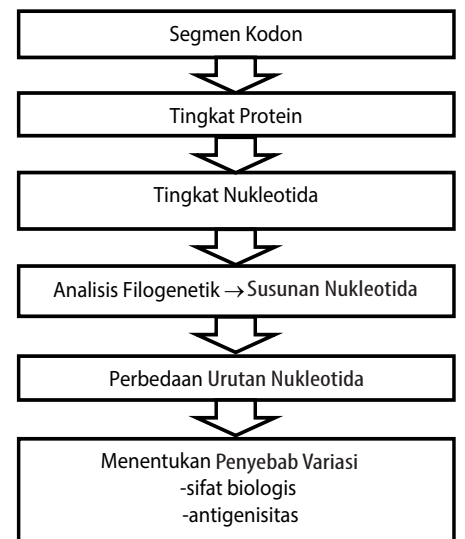 Segmen Kodon
Tingkat Protein
Tingkat Nukleotida
Analisis Filogenetik → Susunan Nukleotida
Perbedaan Urutan Nukleotida
Menentukan Penyebab Variasi
-sifat biologis
-antigenisitas